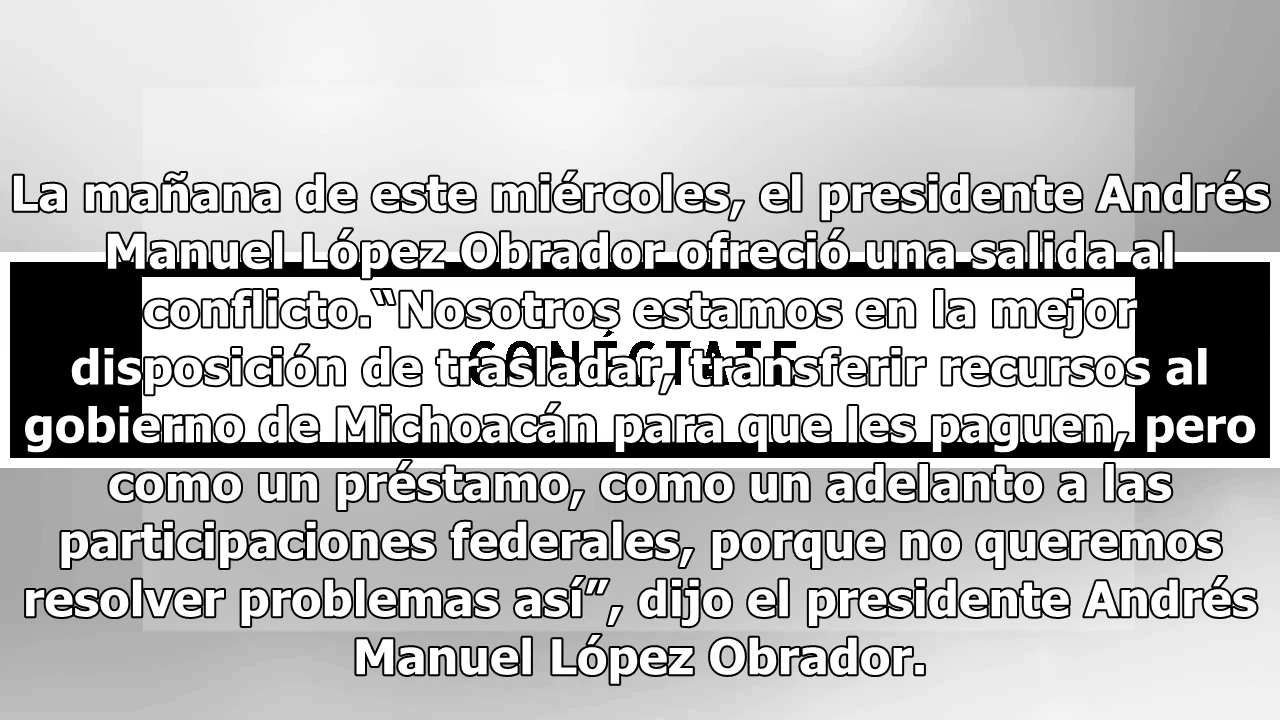 La mañana de este miércoles, el presidente Andrés
Manuel López Obrador ofreció una salida al
conflicto.“Nosotros estamos en la mejor
CONÉCTATE
disposición de trasladar, transferir recursos al
gobierno de Michoacán para que les paguen, pero
como un préstamo, como un adelanto a las
participaciones federales, porque no queremos
resolver problemas así”, dijo el presidente Andrés
Manuel López Obrador.